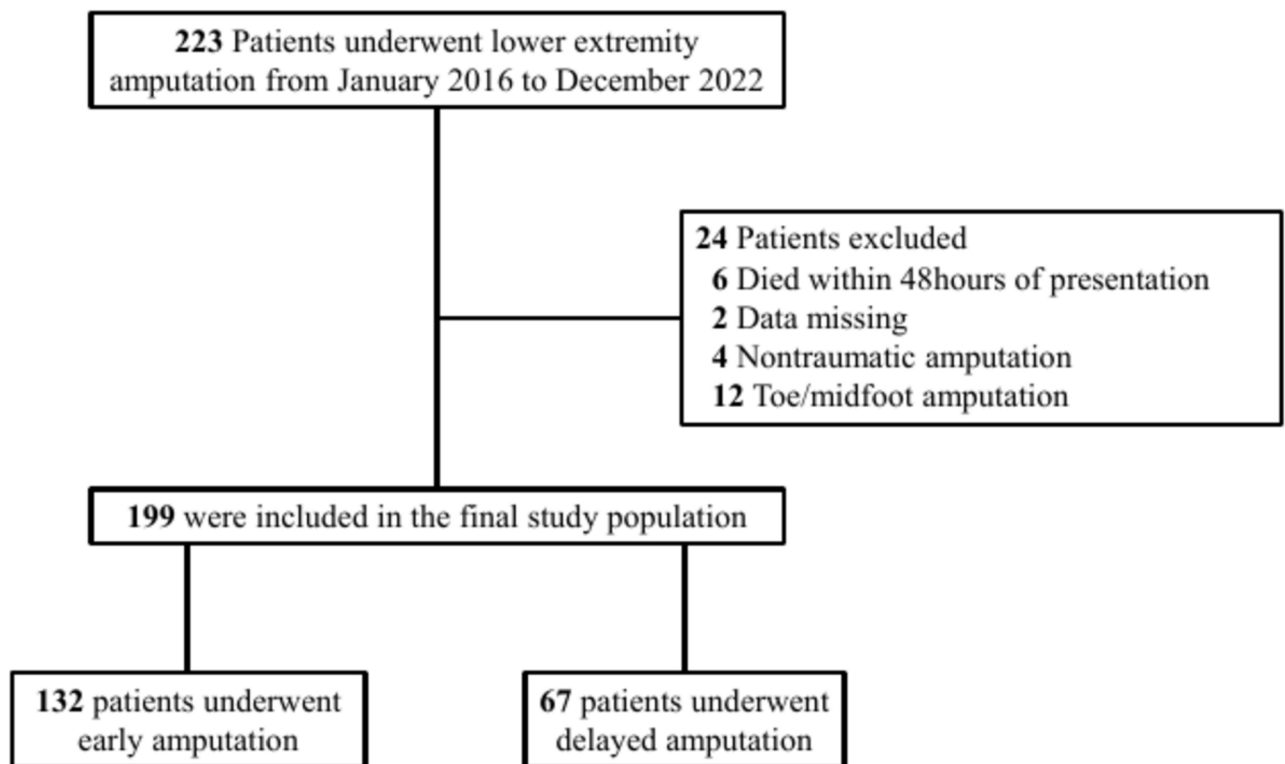 223 Patients underwent lower extremity
amputation from January 2016 to December 2022
24 Patients excluded
6 Died within 48hours of presentation
2 Data missing
4 Nontraumatic amputation
12 Toe/midfoot amputation
199 were included in the final study population
132 patients underwent
early amputation
67 patients underwent
delayed amputation